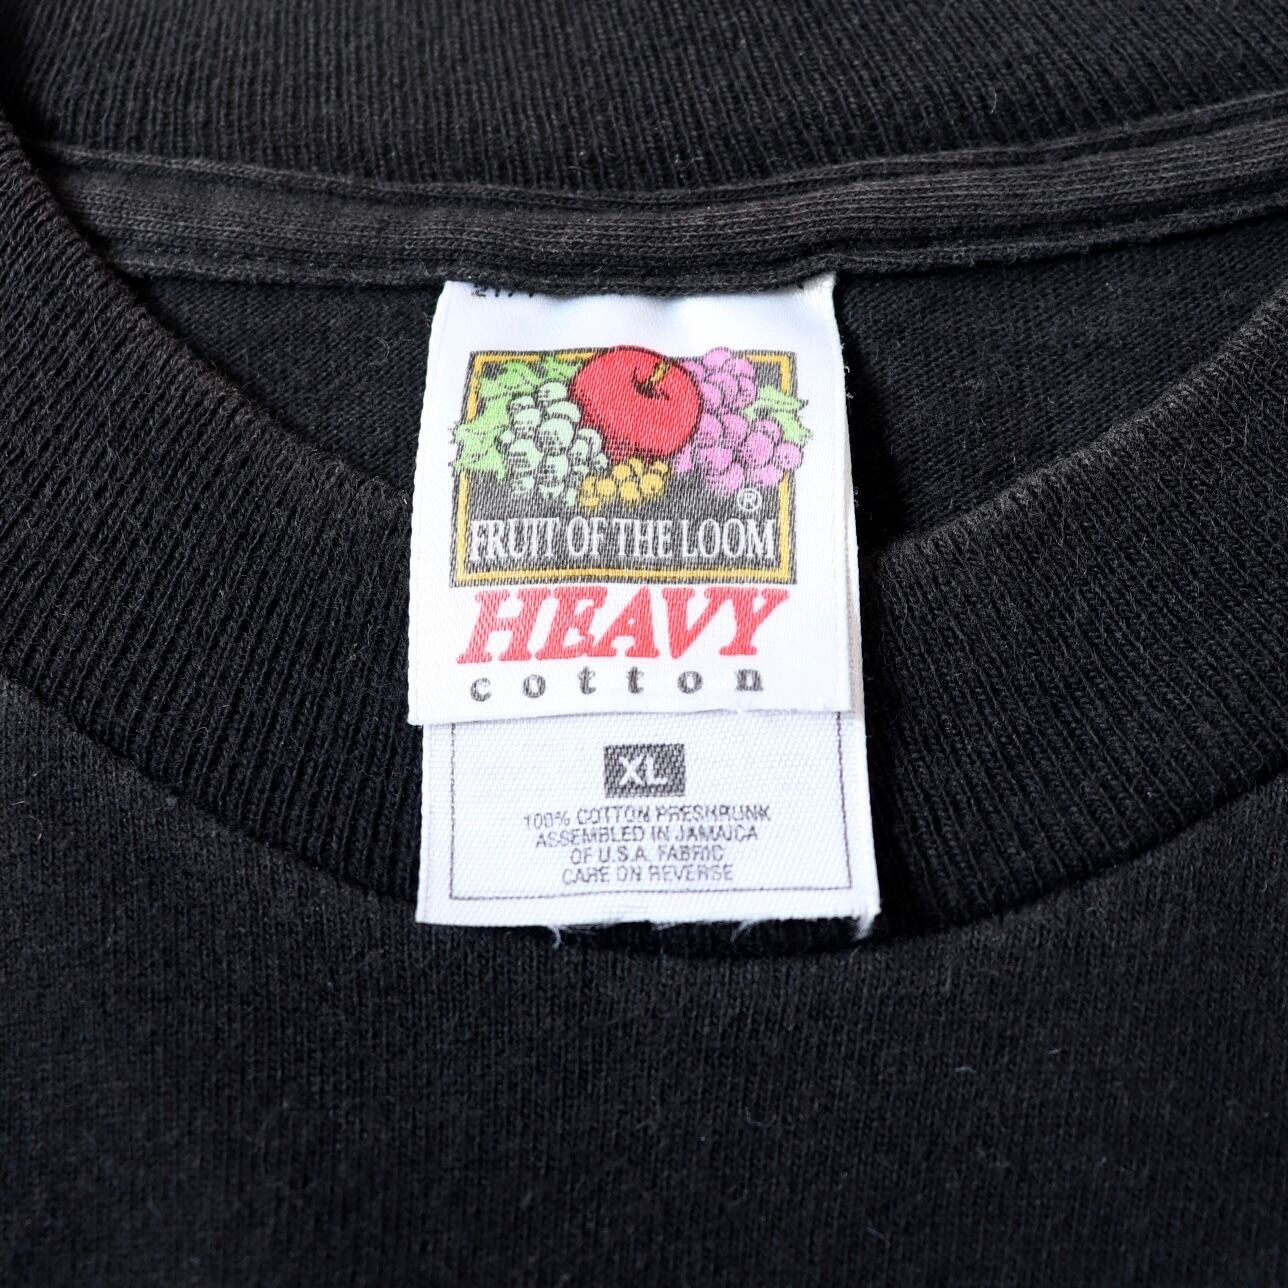 ®
FRUIT OF THE LOOM
HEAVY
cotton
XL
100% COTTON PRESHRUNK
ASSEMBLED IN JAMAICA
OF U.S.A. FABRIC
CARE ON REVERSE